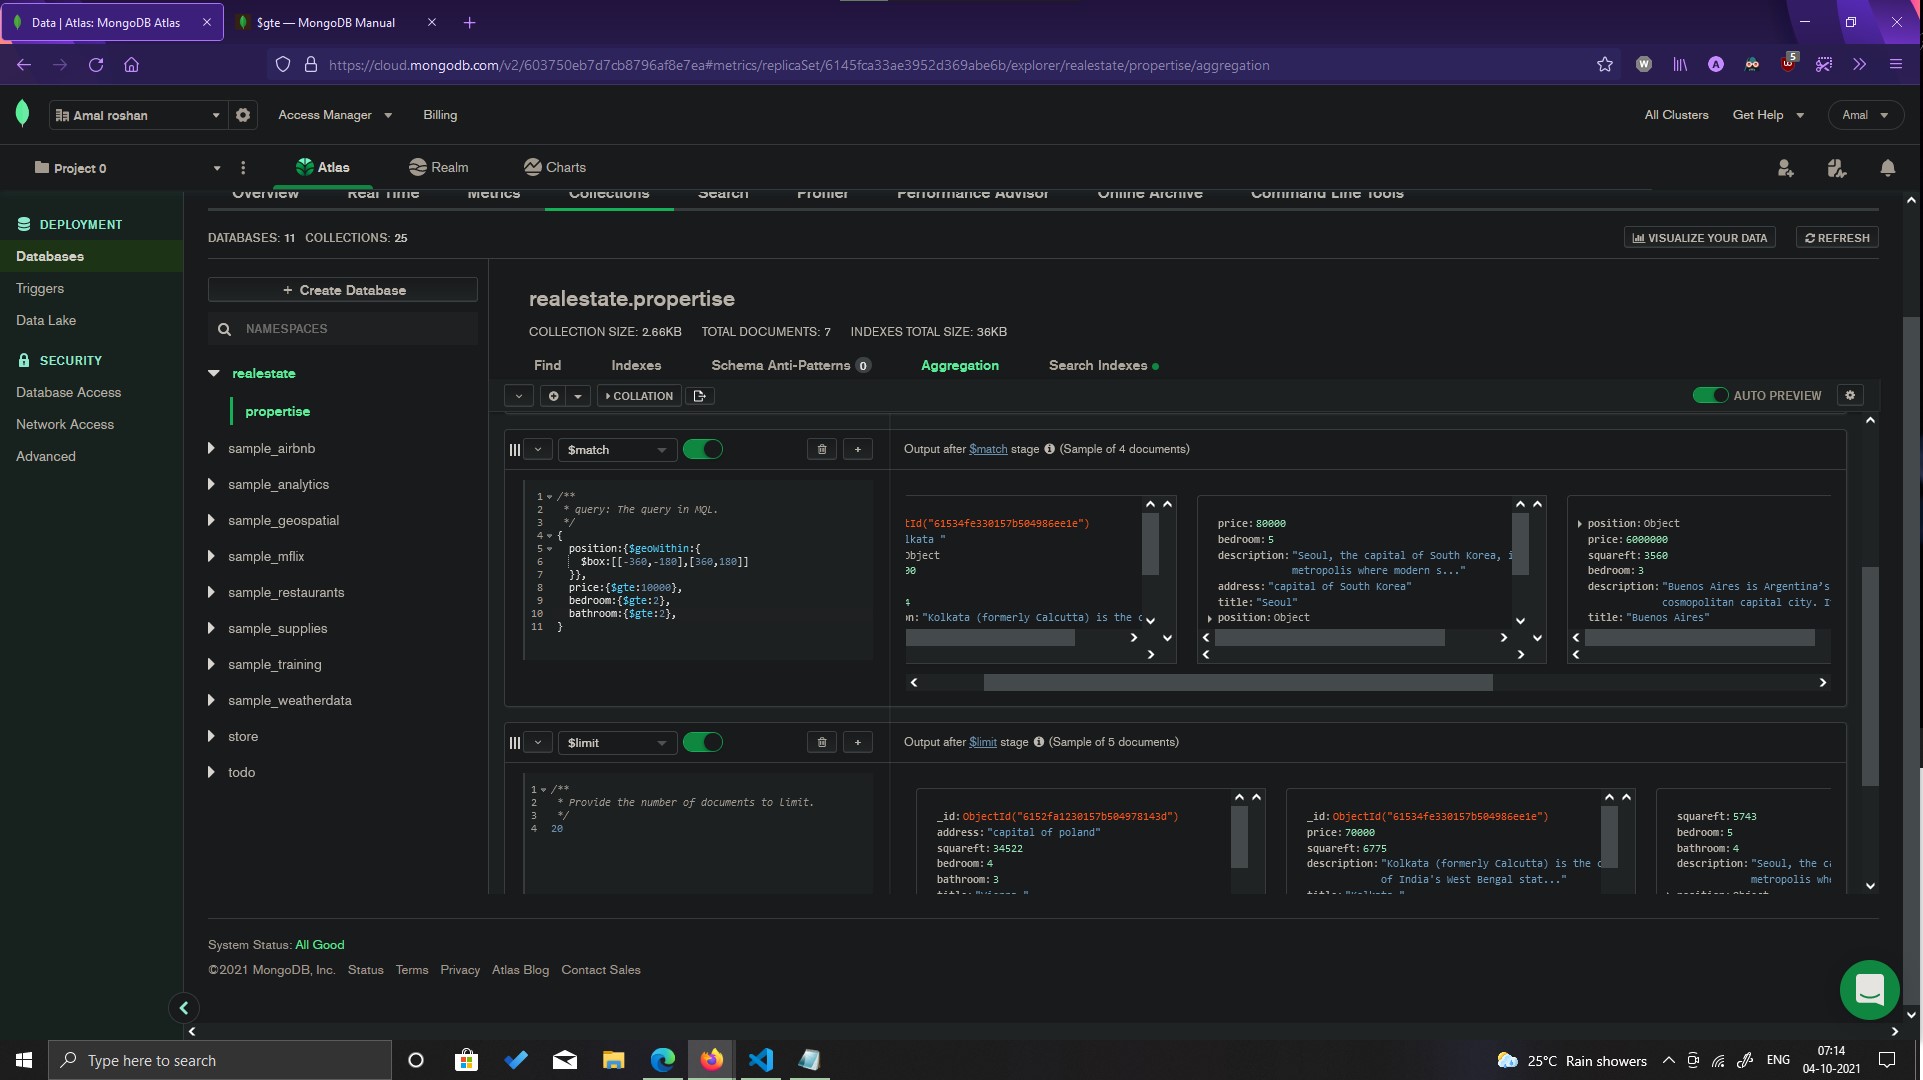 Data | Atlas: MongoDB Atlas
$gte — MongoDB Manual
https://cloud.mongodb.com/v2/603750eb7d7cb8796af8e7ea#metrics/replicaSet/6145fca33ae3952d369abe6b/explorer/realestate/propertise/aggregation
W
A
5
Amal roshan
Access Manager
Billing
All Clusters
Get Help
Amal
Project 0
Atlas
Realm
Charts
Overview
Real Time
Metrics
Collections
Search
Profiler
Performance Advisor
Online Archive
Command Line Tools
DEPLOYMENT
Databases
Triggers
Data Lake
SECURITY
Database Access
Network Access
Advanced
DATABASES: 11 COLLECTIONS: 25
VISUALIZE YOUR DATA
REFRESH
+ Create Database
NAMESPACES
realestate
propertise
sample_airbnb
sample_analytics
sample_geospatial
sample_mflix
sample_restaurants
sample_supplies
sample_training
sample_weatherdata
store
todo
realestate.propertise
COLLECTION SIZE: 2.66KB TOTAL DOCUMENTS: 7 INDEXES TOTAL SIZE: 36KB
Find
Indexes
Schema Anti-Patterns 0
Aggregation
Search Indexes
COLLATION
AUTO PREVIEW
$match
Output after $match stage (Sample of 4 documents)
1 /**
2 * query: The query in MQL.
3 */
4 {
5 position:{$geoWithin:{
6 $box:[[-360,-180],[360,180]]
7 }},
8 price:{$gte:10000},
9 bedroom:{$gte:2},
10 bathroom:{$gte:2},
11 }
ctId("61534fe330157b504986ee1e")
lkata "
Object
00
4
on:"Kolkata (formerly Calcutta) is the c
price:80000
bedroom:5
description:"Seoul, the capital of South Korea, i
metropolis where modern s..."
address:"capital of South Korea"
title:"Seoul"
position:Object
position:Object
price:6000000
squareft:3560
bedroom:3
description:"Buenos Aires is Argentina's
cosmopolitan capital city. I
title:"Buenos Aires"
$limit
Output after $limit stage (Sample of 5 documents)
1 /**
2 * Provide the number of documents to limit.
3 */
4 20
_id:ObjectId("6152fa1230157b504978143d")
address:"capital of poland"
squareft:34522
bedroom:4
bathroom:3
_id:ObjectId("61534fe330157b504986ee1e")
price:70000
squareft:6775
description:"Kolkata (formerly Calcutta) is the c
of India's West Bengal stat..."
squareft:5743
bedroom:5
bathroom:4
description:"Seoul, the ca
metropolis whe
System Status: All Good
©2021 MongoDB, Inc. Status Terms Privacy Atlas Blog Contact Sales
Type here to search
25°C Rain showers
ENG
07:14
04-10-2021